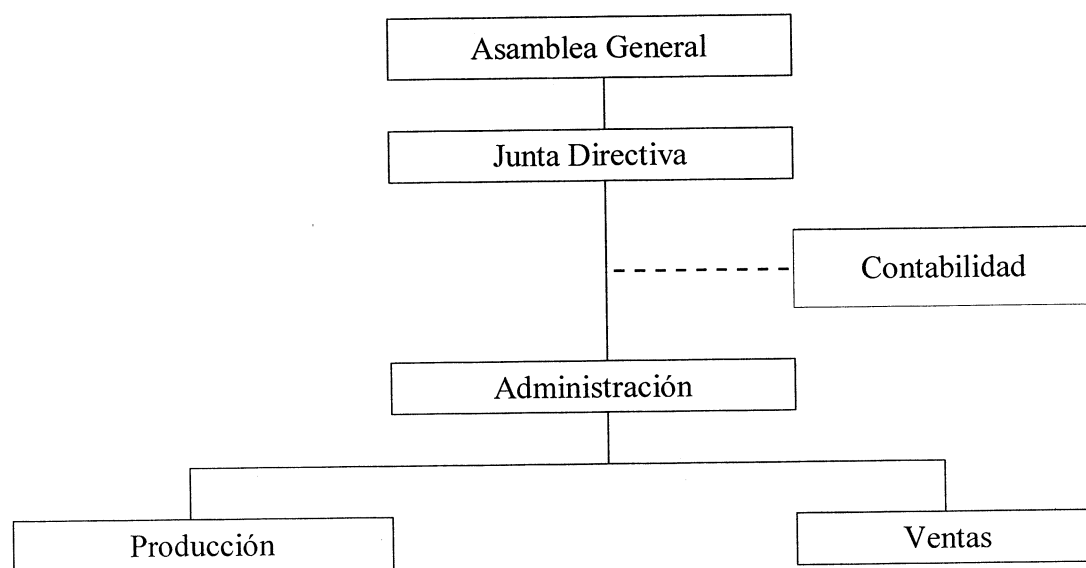 Asamblea General
Junta Directiva
Contabilidad
Administración
Producción
Ventas